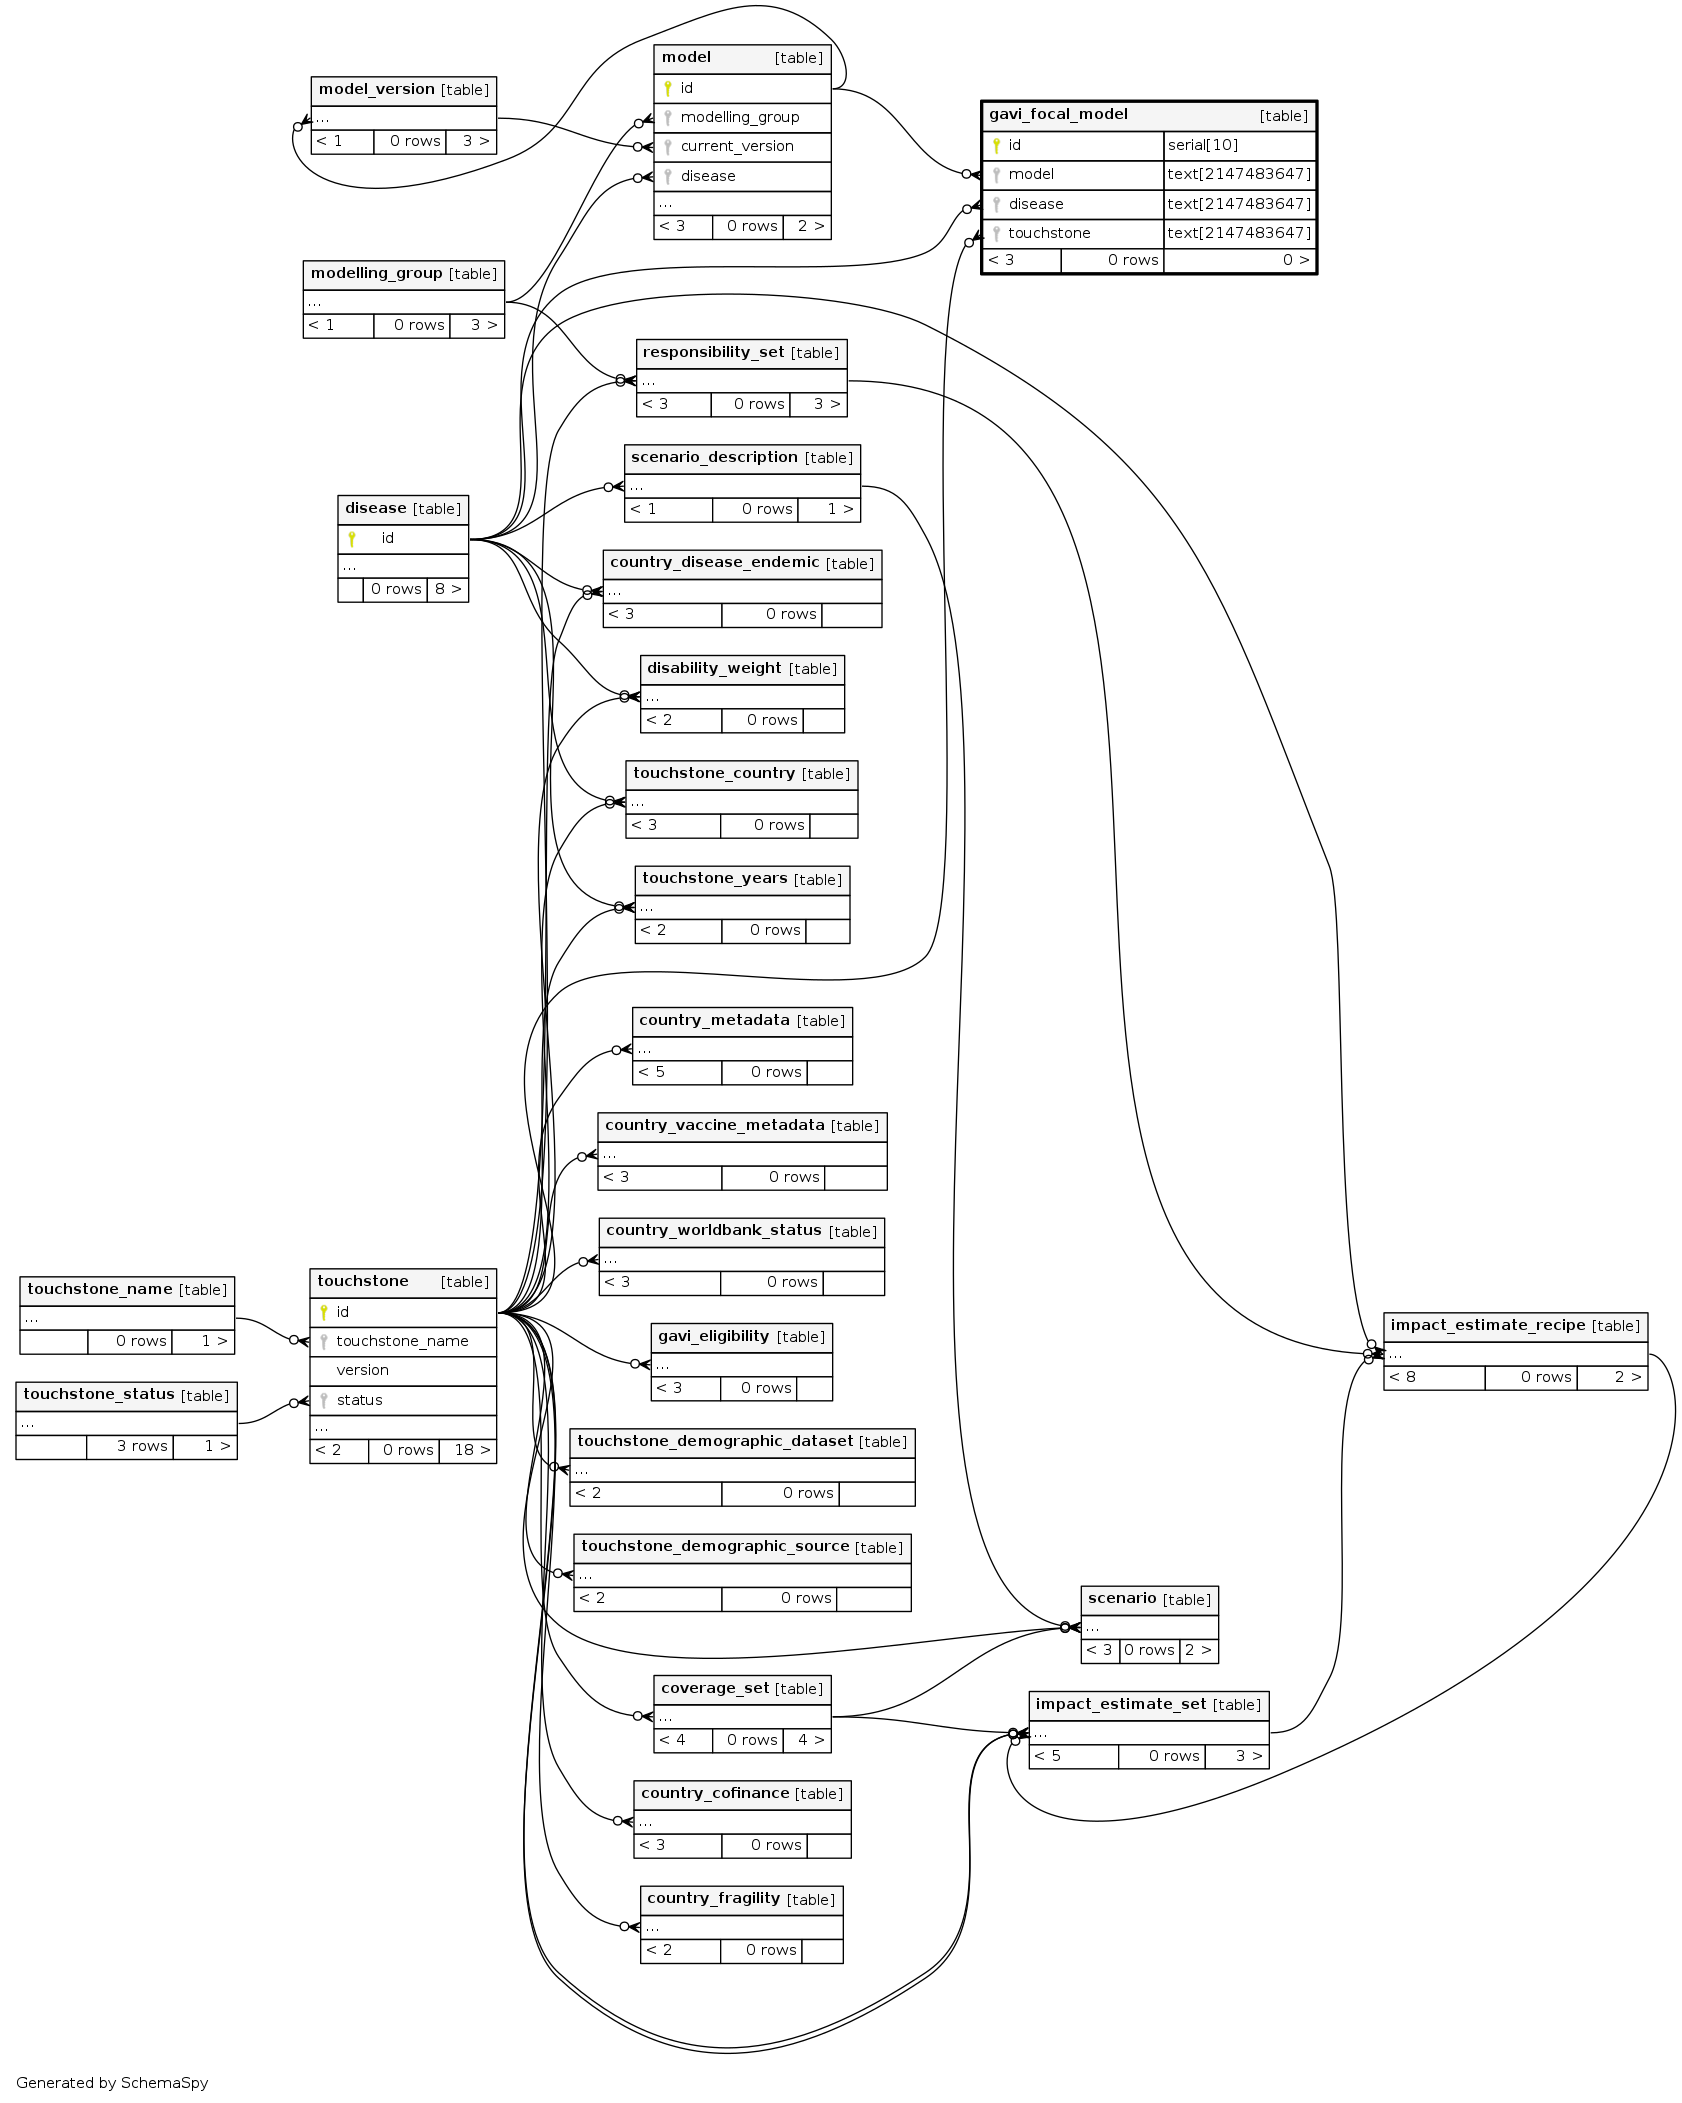 model [table]
id
modelling_group
current_version
disease
...
< 3 0 rows 2 >
model_version [table]
...
< 1 0 rows 3 >
gavi_focal_model [table]
id serial[10]
model text[2147483647]
disease text[2147483647]
touchstone text[2147483647]
< 3 0 rows 0 >
modelling_group [table]
...
< 1 0 rows 3 >
responsibility_set [table]
...
< 3 0 rows 3 >
scenario_description [table]
...
< 1 0 rows 1 >
disease [table]
id
...
0 rows 8 >
country_disease_endemic [table]
...
< 3 0 rows
disability_weight [table]
...
< 2 0 rows
touchstone_country [table]
...
< 3 0 rows
touchstone_years [table]
...
< 2 0 rows
country_metadata [table]
...
< 5 0 rows
country_vaccine_metadata [table]
...
< 3 0 rows
country_worldbank_status [table]
...
< 3 0 rows
touchstone_name [table]
...
0 rows 1 >
touchstone_status [table]
...
3 rows 1 >
touchstone [table]
id
touchstone_name
version
status
...
< 2 0 rows 18 >
gavi_eligibility [table]
...
< 3 0 rows
impact_estimate_recipe [table]
...
< 8 0 rows 2 >
touchstone_demographic_dataset [table]
...
< 2 0 rows
touchstone_demographic_source [table]
...
< 2 0 rows
scenario [table]
...
< 3 0 rows 2 >
coverage_set [table]
...
< 4 0 rows 4 >
impact_estimate_set [table]
...
< 5 0 rows 3 >
country_cofinance [table]
...
< 3 0 rows
country_fragility [table]
...
< 2 0 rows
Generated by SchemaSpy